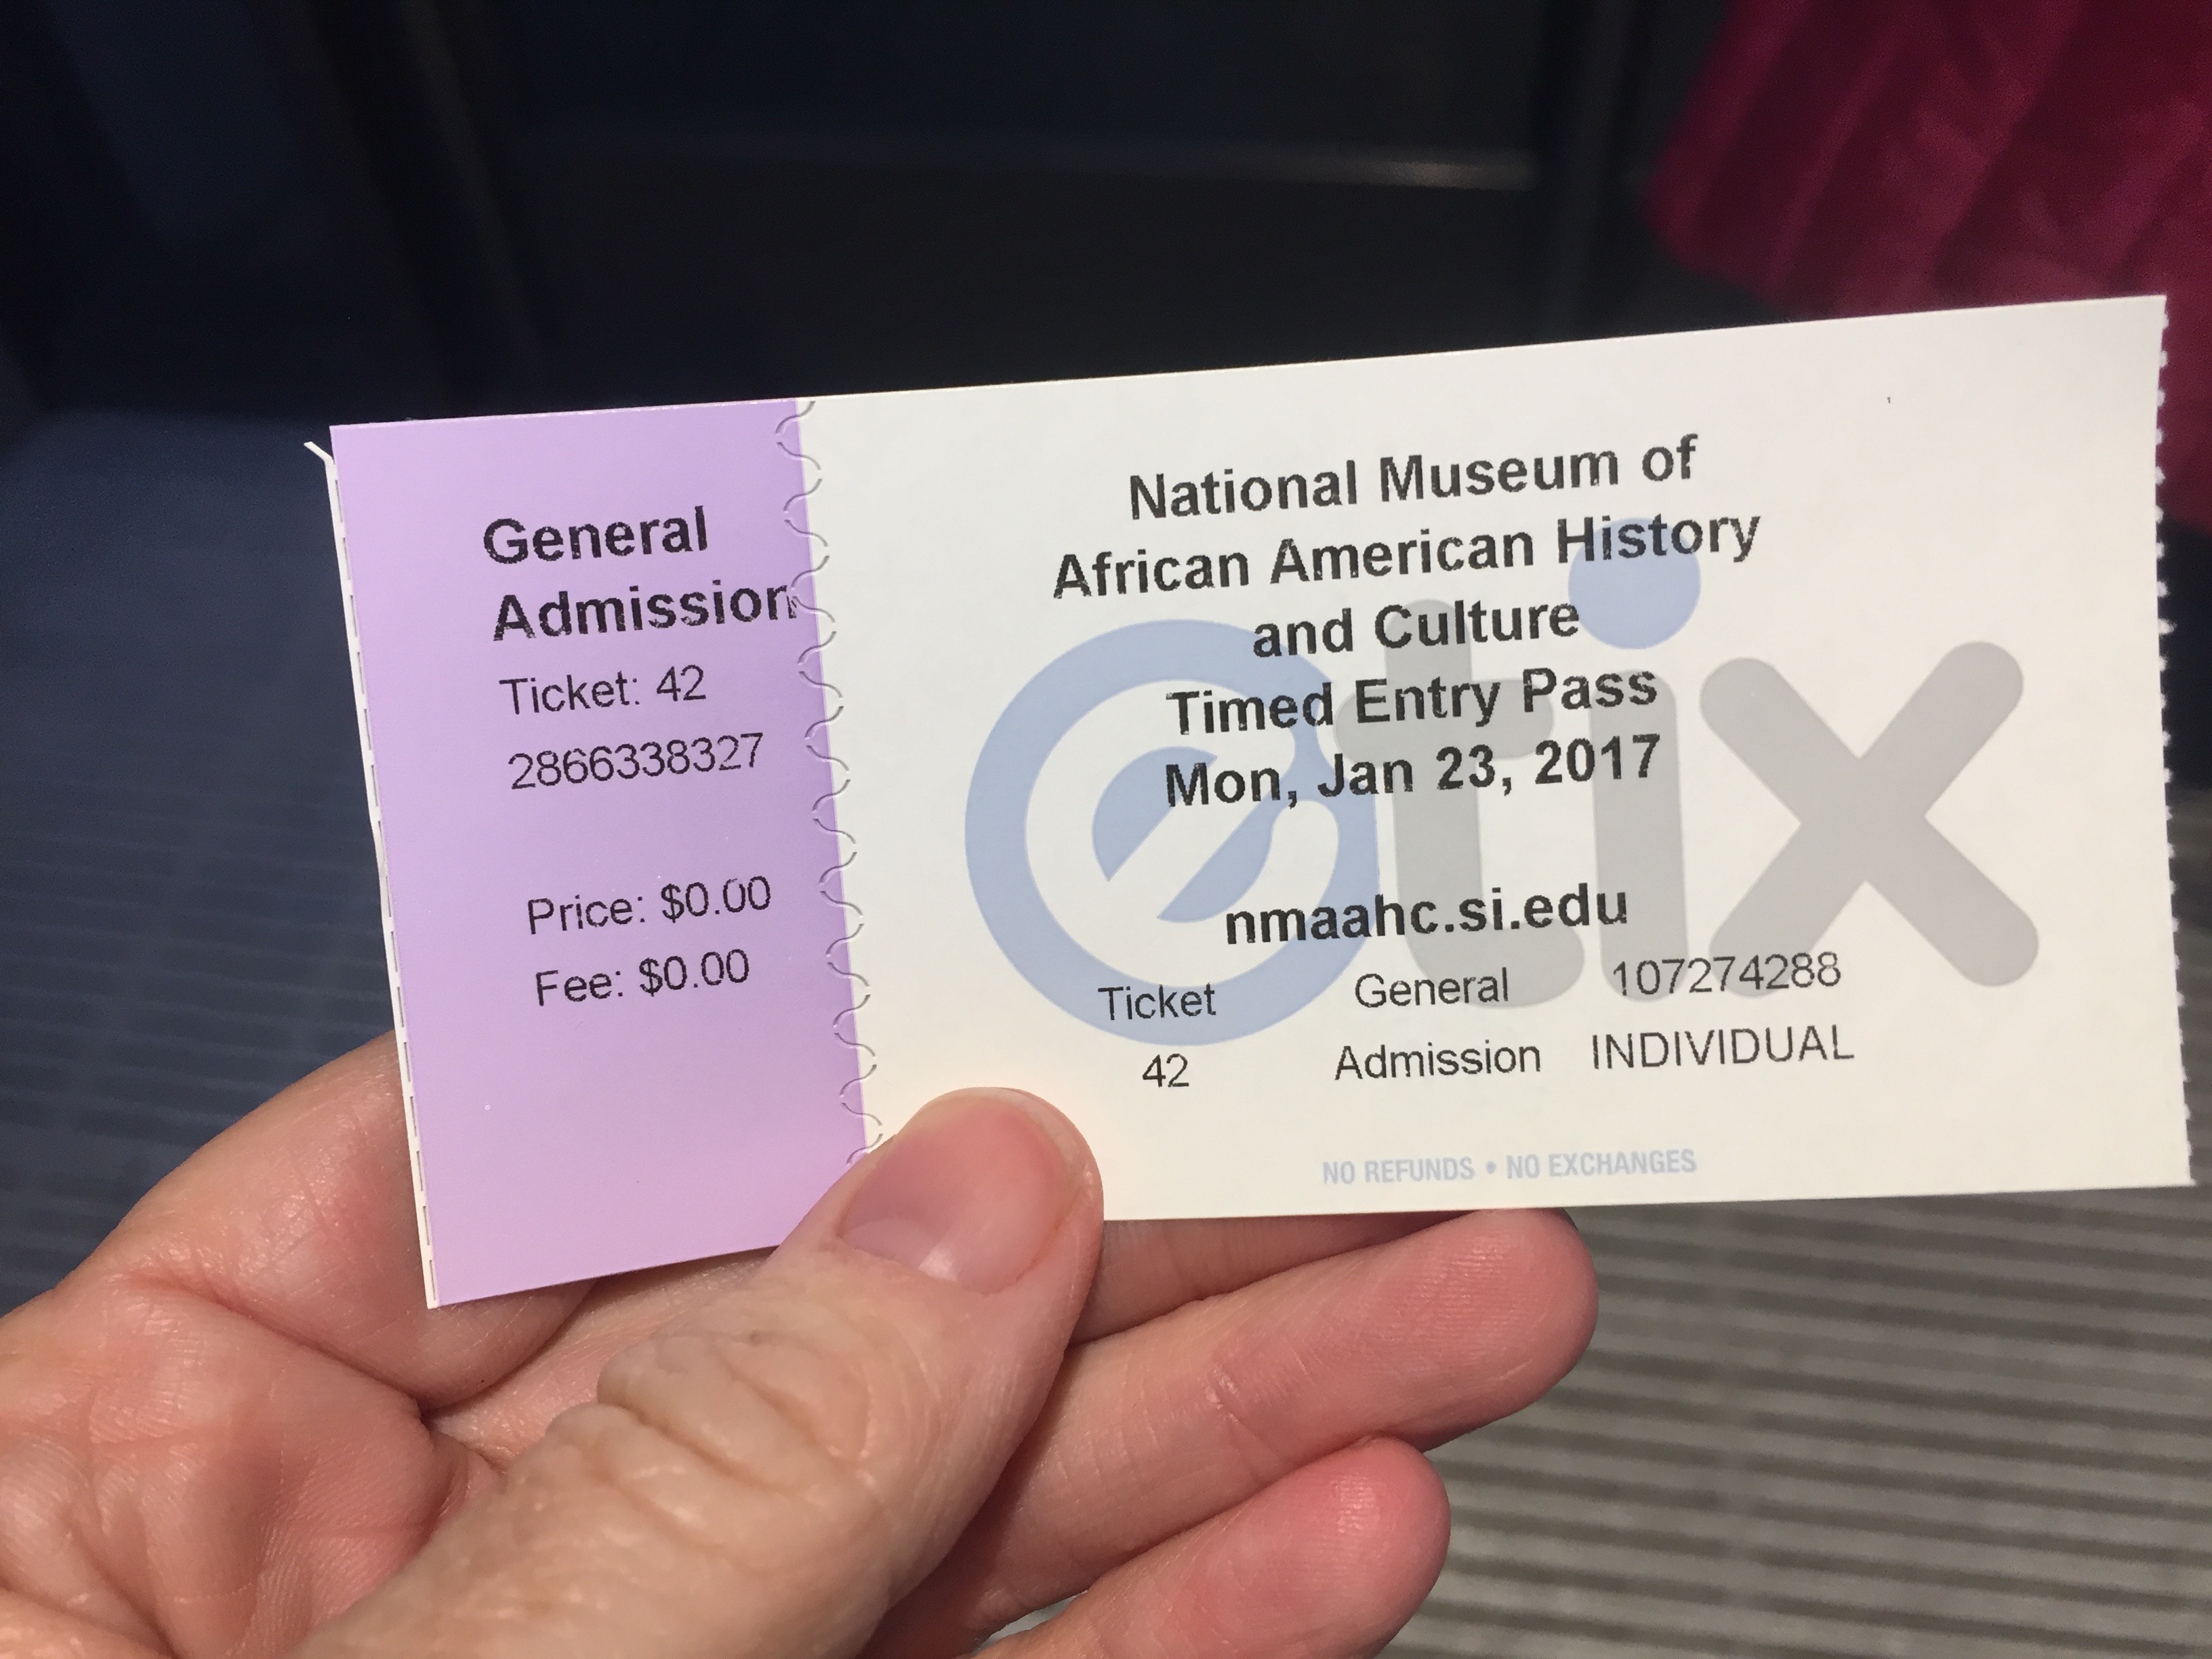 General
Admission
Ticket: 42
2866338327
Price: $0.00
Fee: $0.00
National Museum of
African American History
and Culture
Timed Entry Pass
Mon, Jan 23, 2017
etix
nmaahc.si.edu
Ticket General 107274288
42 Admission INDIVIDUAL
NO REFUNDS • NO EXCHANGES